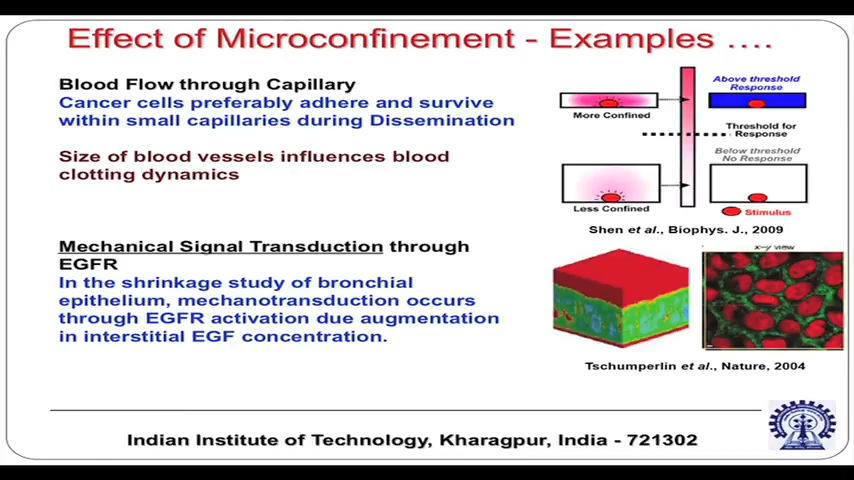 Effect of Microconfinement - Examples ....
Blood Flow through Capillary
Cancer cells preferably adhere and survive
within small capillaries during Dissemination
Size of blood vessels influences blood
clotting dynamics
Mechanical Signal Transduction through
EGFR
In the shrinkage study of bronchial
epithelium, mechanotransduction occurs
through EGFR activation due augmentation
in interstitial EGF concentration.
More Confined
Above threshold
Response
Threshold for
Response
Below threshold
No Response
Less Confined
Stimulus
Shen et al., Biophys. J., 2009
x-y view
Tschumperlin et al., Nature, 2004
Indian Institute of Technology, Kharagpur, India - 721302